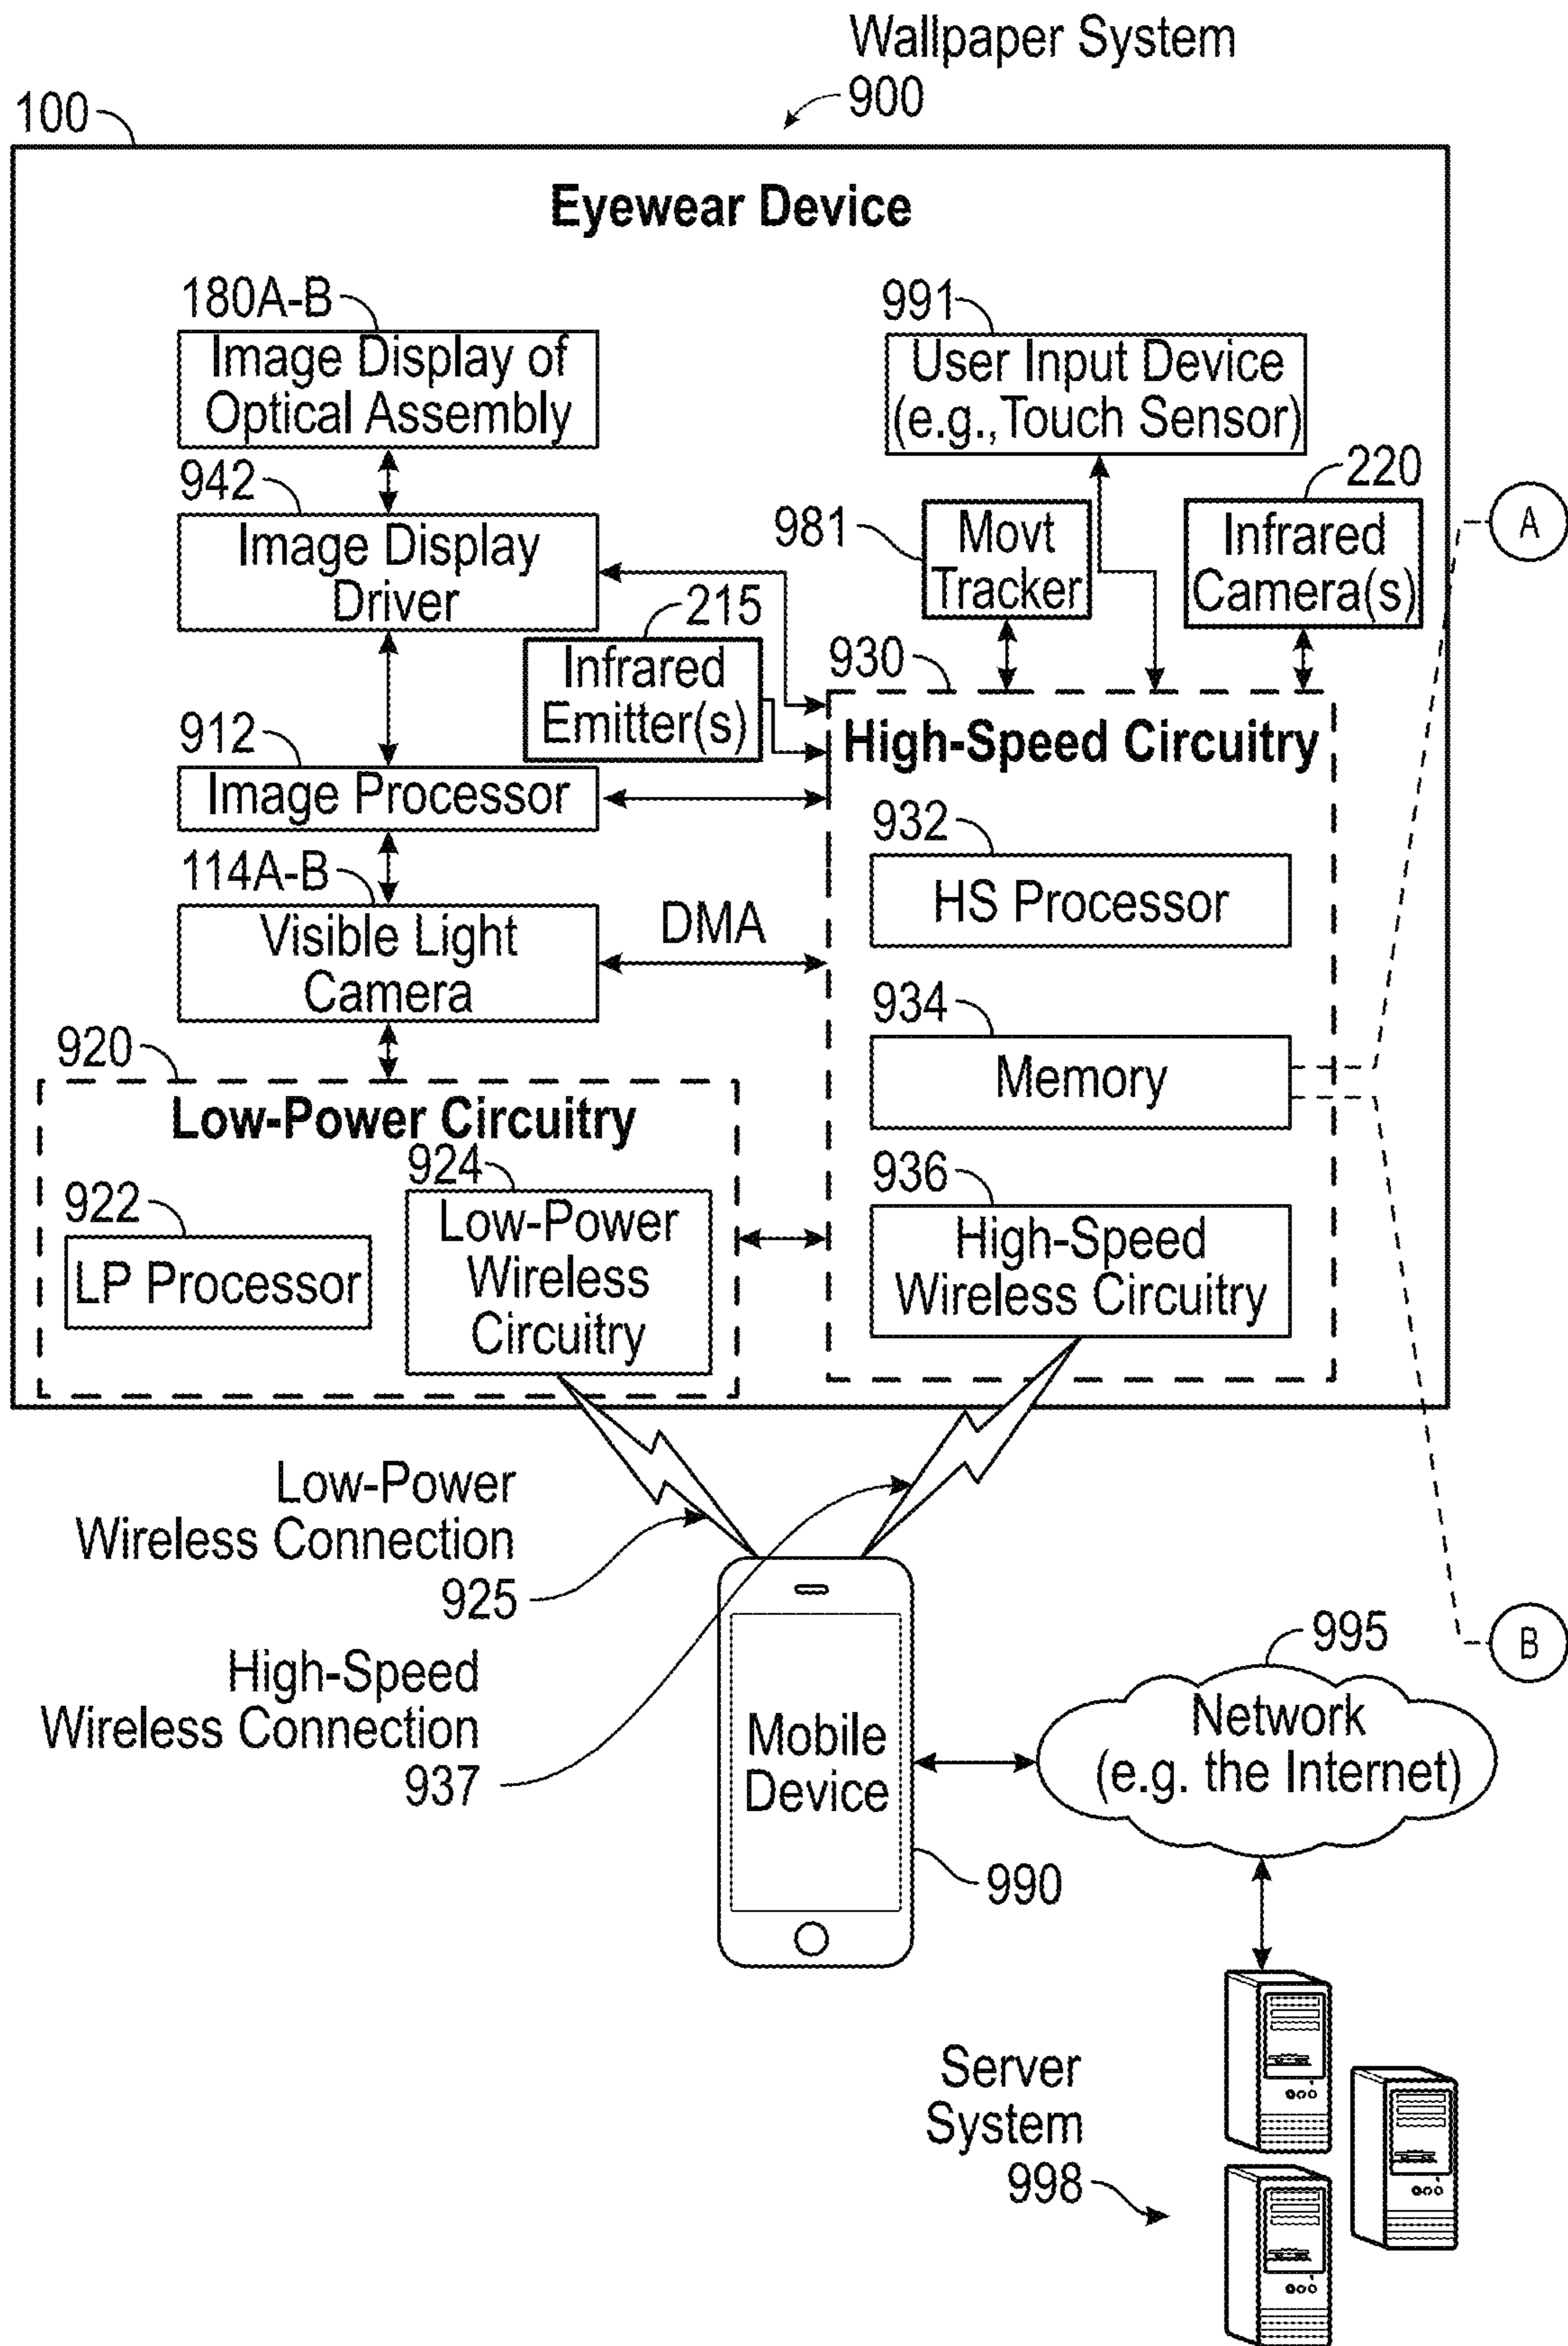 Wallpaper System
900
100
Eyewear Device
180A-B
Image Display of
Optical Assembly
991
User Input Device
(e.g.,Touch Sensor)
942
Image Display
Driver
981
Movt
Tracker
220
Infrared
Camera(s)
A
215
Infrared
Emitter(s)
930
High-Speed Circuitry
912
Image Processor
932
HS Processor
114A-B
Visible Light
Camera
DMA
934
Memory
920
Low-Power Circuitry
922
LP Processor
924
Low-Power
Wireless
Circuitry
936
High-Speed
Wireless Circuitry
Low-Power
Wireless Connection
925
High-Speed
Wireless Connection
937
B
Mobile
Device
990
995
Network
(e.g. the Internet)
Server
System
998